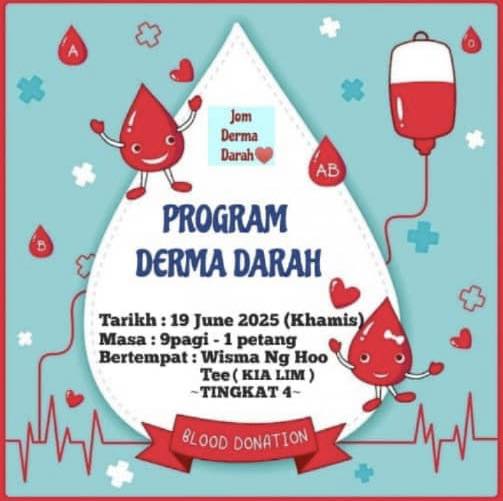 A
O
Jom
Derma
Darah
AB
PROGRAM
DERMA DARAH
B
Tarikh : 19 June 2025 (Khamis)
Masa : 9pagi - 1 petang
Bertempat : Wisma Ng Hoo
Tee ( KIA LIM )
~TINGKAT 4~
BLOOD DONATION